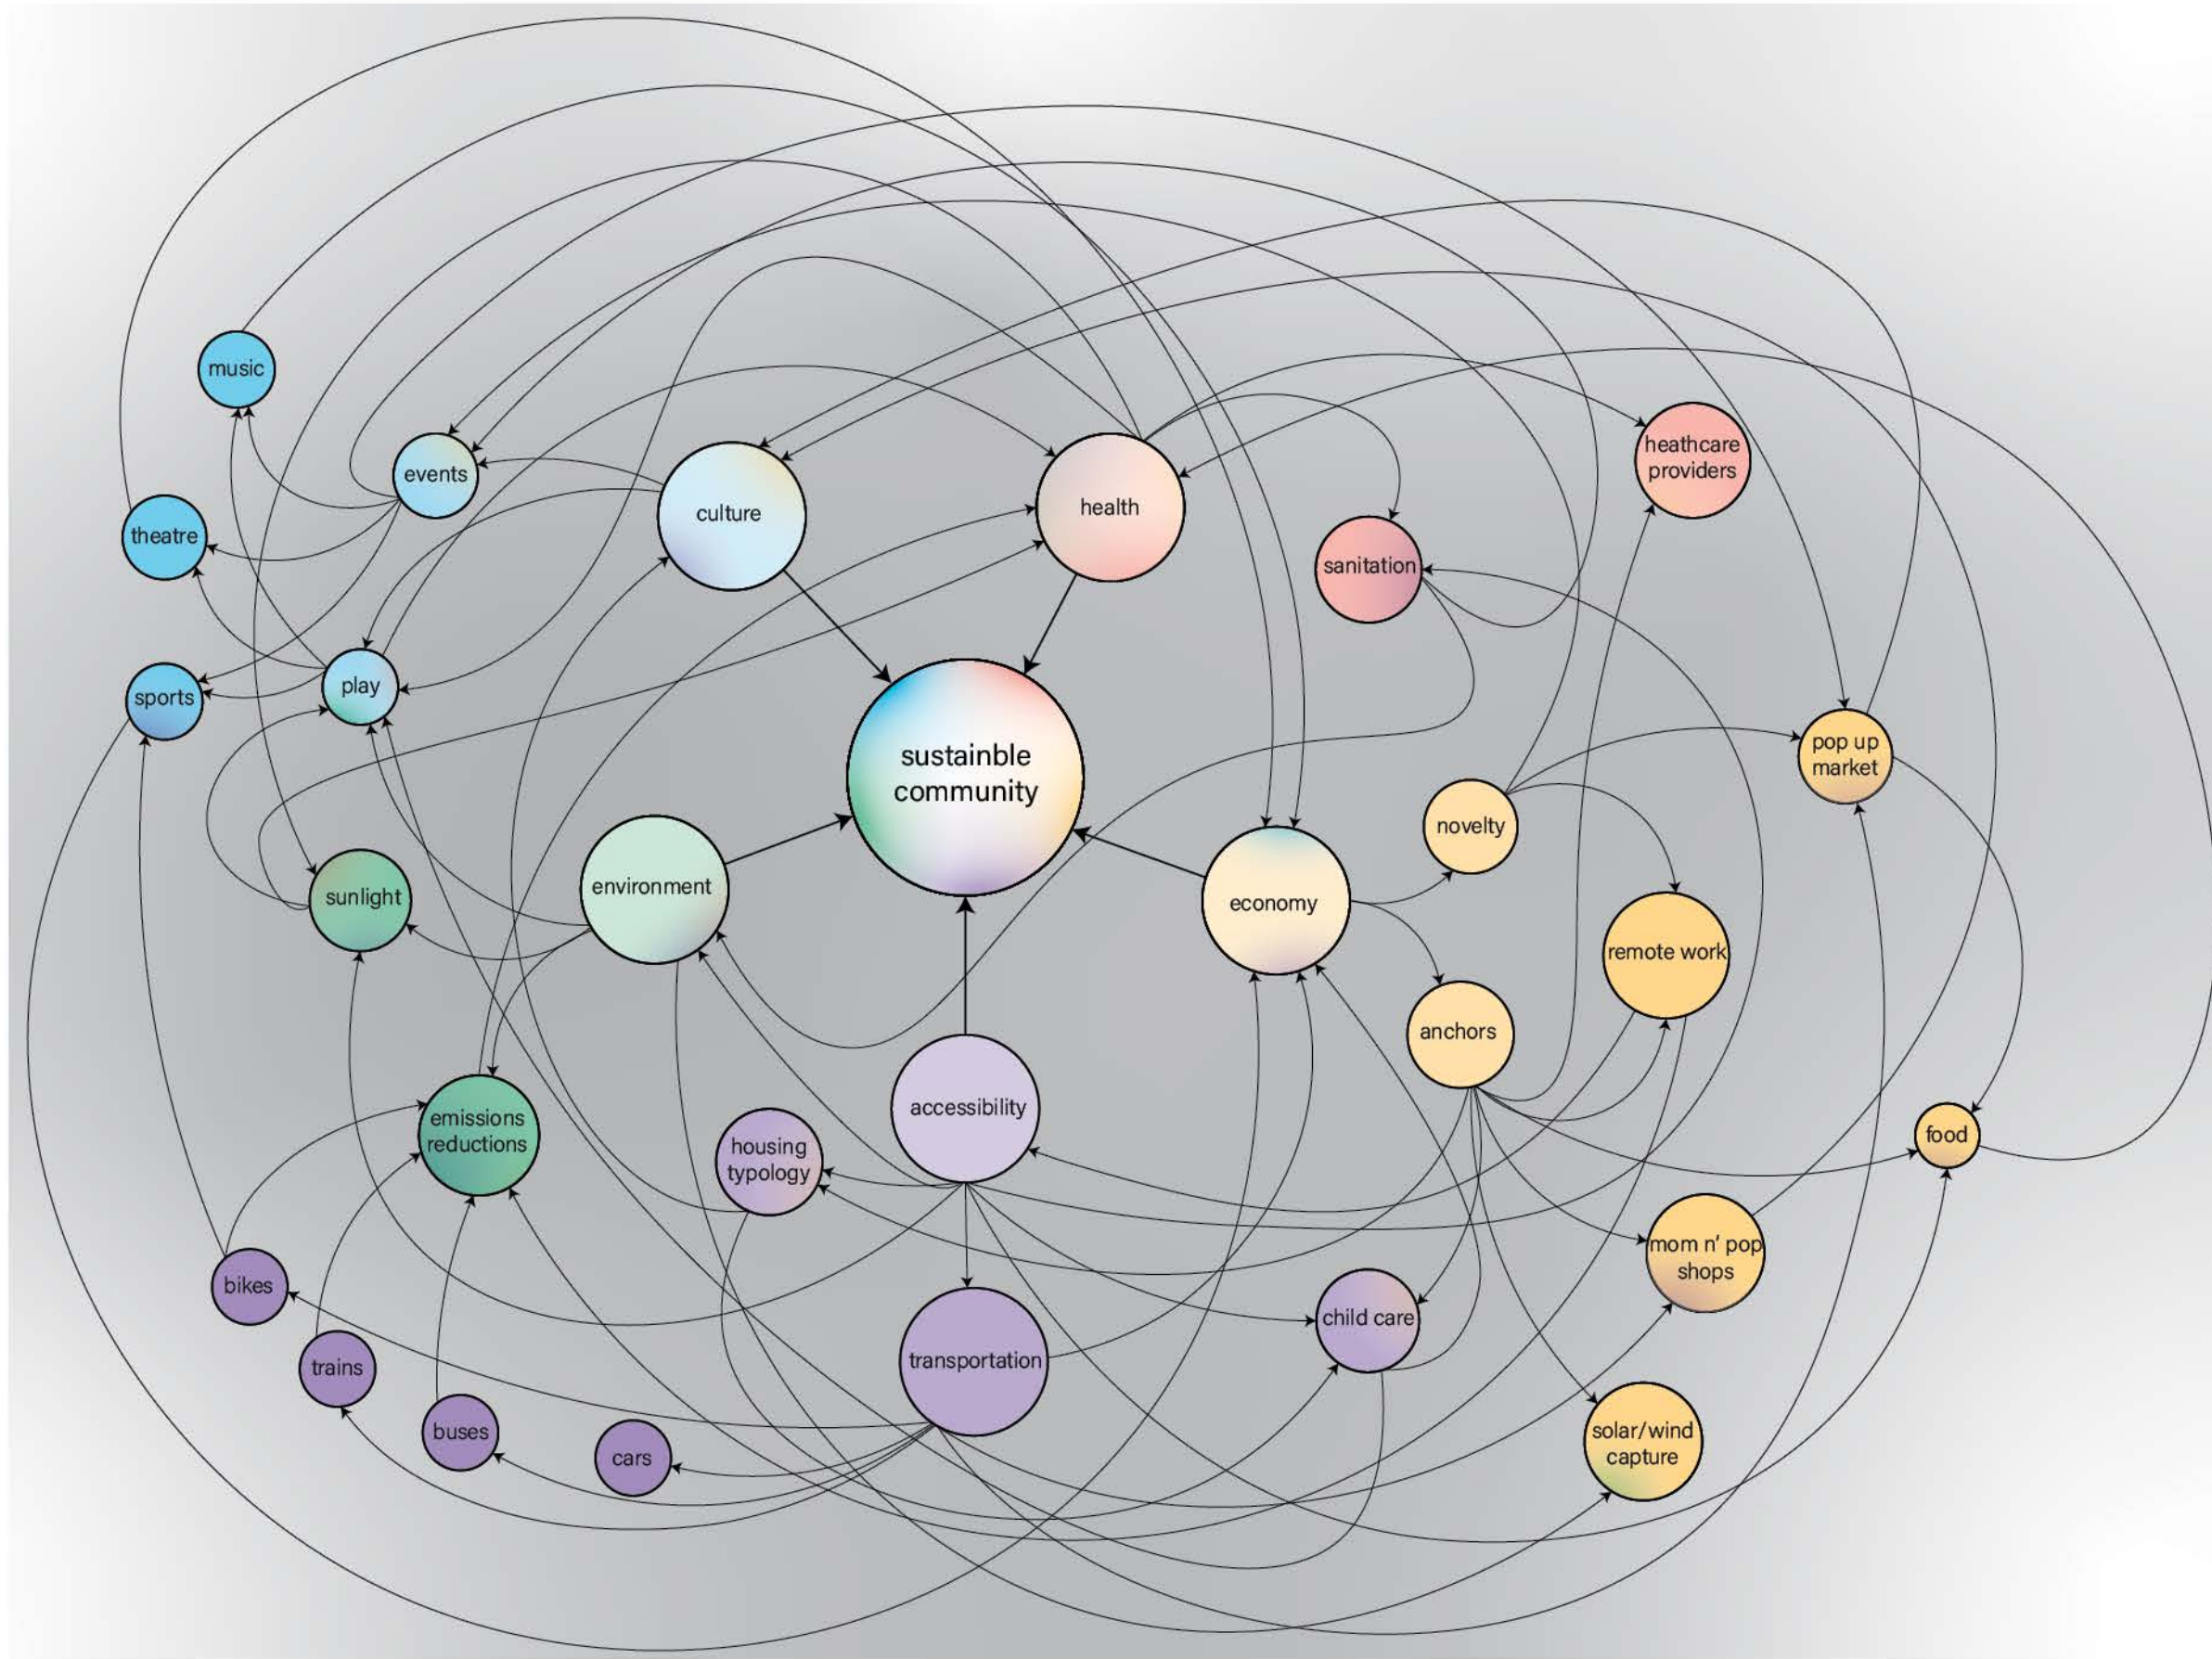 music
events
culture
health
heathcare
providers
theatre
sanitation
sports
play
sustainble
community
pop up
market
novelty
sunlight
environment
economy
remote work
anchors
emissions
reductions
housing
typology
accessibility
food
mom n' pop
shops
bikes
trains
buses
cars
transportation
child care
solar/wind
capture